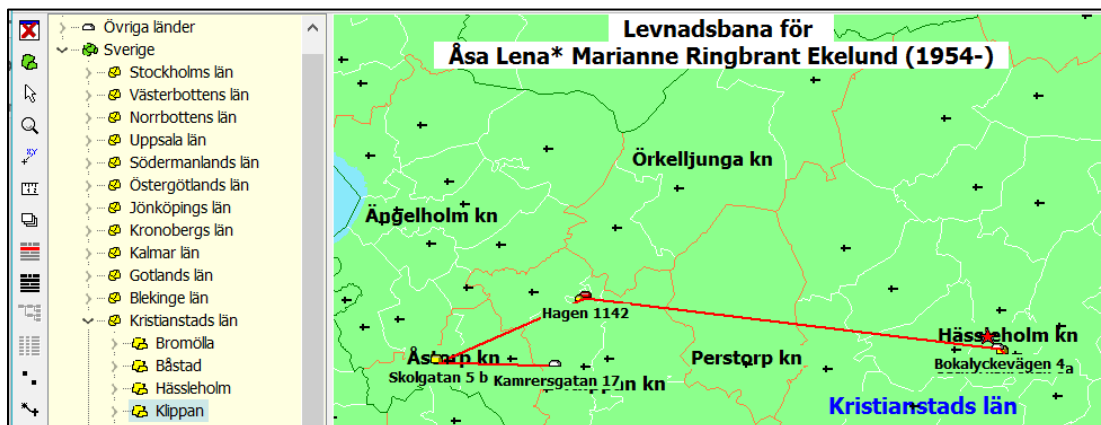 Övriga länder
Sverige
Stockholms län
Västerbottens län
Norrbottens län
Uppsala län
Södermanlands län
Östergötlands län
Jönköpings län
Kronobergs län
Kalmar län
Gotlands län
Blekinge län
Kristianstads län
Bromölla
Båstad
Hässleholm
Klippan
Levnadsbana för
Åsa Lena* Marianne Ringbrant Ekelund (1954-)
Örkelljunga kn
Ängelholm kn
Hagen 1142
Hässleholm kn
Åstorp kn
Perstorp kn
Bokalyckevägen 4
Skolgatan 5 b
Kamrersgatan 17
kn
Kristianstads län